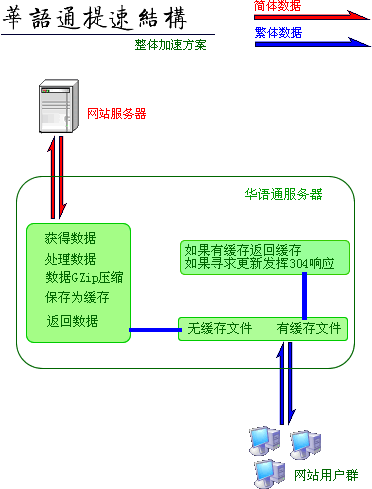 華語通提速結構
整体加速方案
简体数据
繁体数据
网站服务器
华语通服务器
获得数据
处理数据
数据GZip压缩
保存为缓存
返回数据
如果有缓存返回缓存
如果寻求更新发挥304响应
无缓存文件
有缓存文件
网站用户群